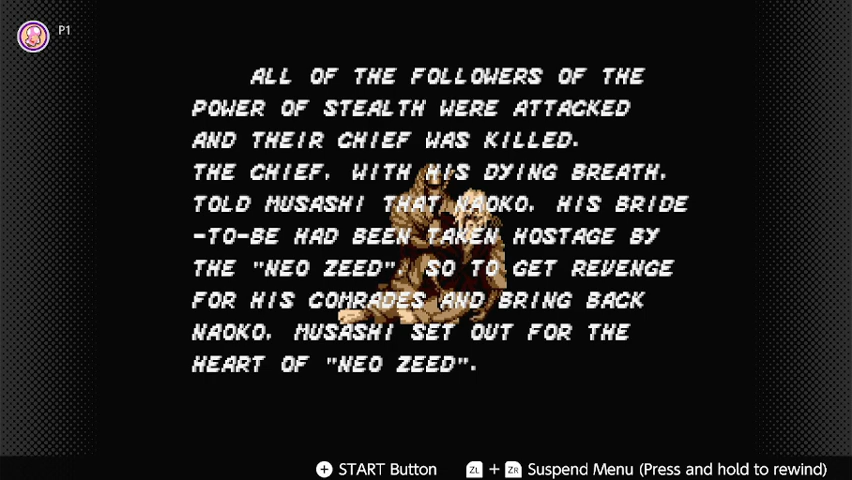 P1
ALL OF THE FOLLOWERS OF THE
POWER OF STEALTH WERE ATTACKED
AND THEIR CHIEF WAS KILLED.
THE CHIEF, WITH HIS DYING BREATH,
TOLD MUSASHI THAT NAOKO, HIS BRIDE
-TO-BE HAD BEEN TAKEN HOSTAGE BY
THE "NEO ZEED". SO TO GET REVENGE
FOR HIS COMRADES AND BRING BACK
NAOKO, MUSASHI SET OUT FOR THE
HEART OF "NEO ZEED".
+ START Button ZL + ZR Suspend Menu (Press and hold to rewind)